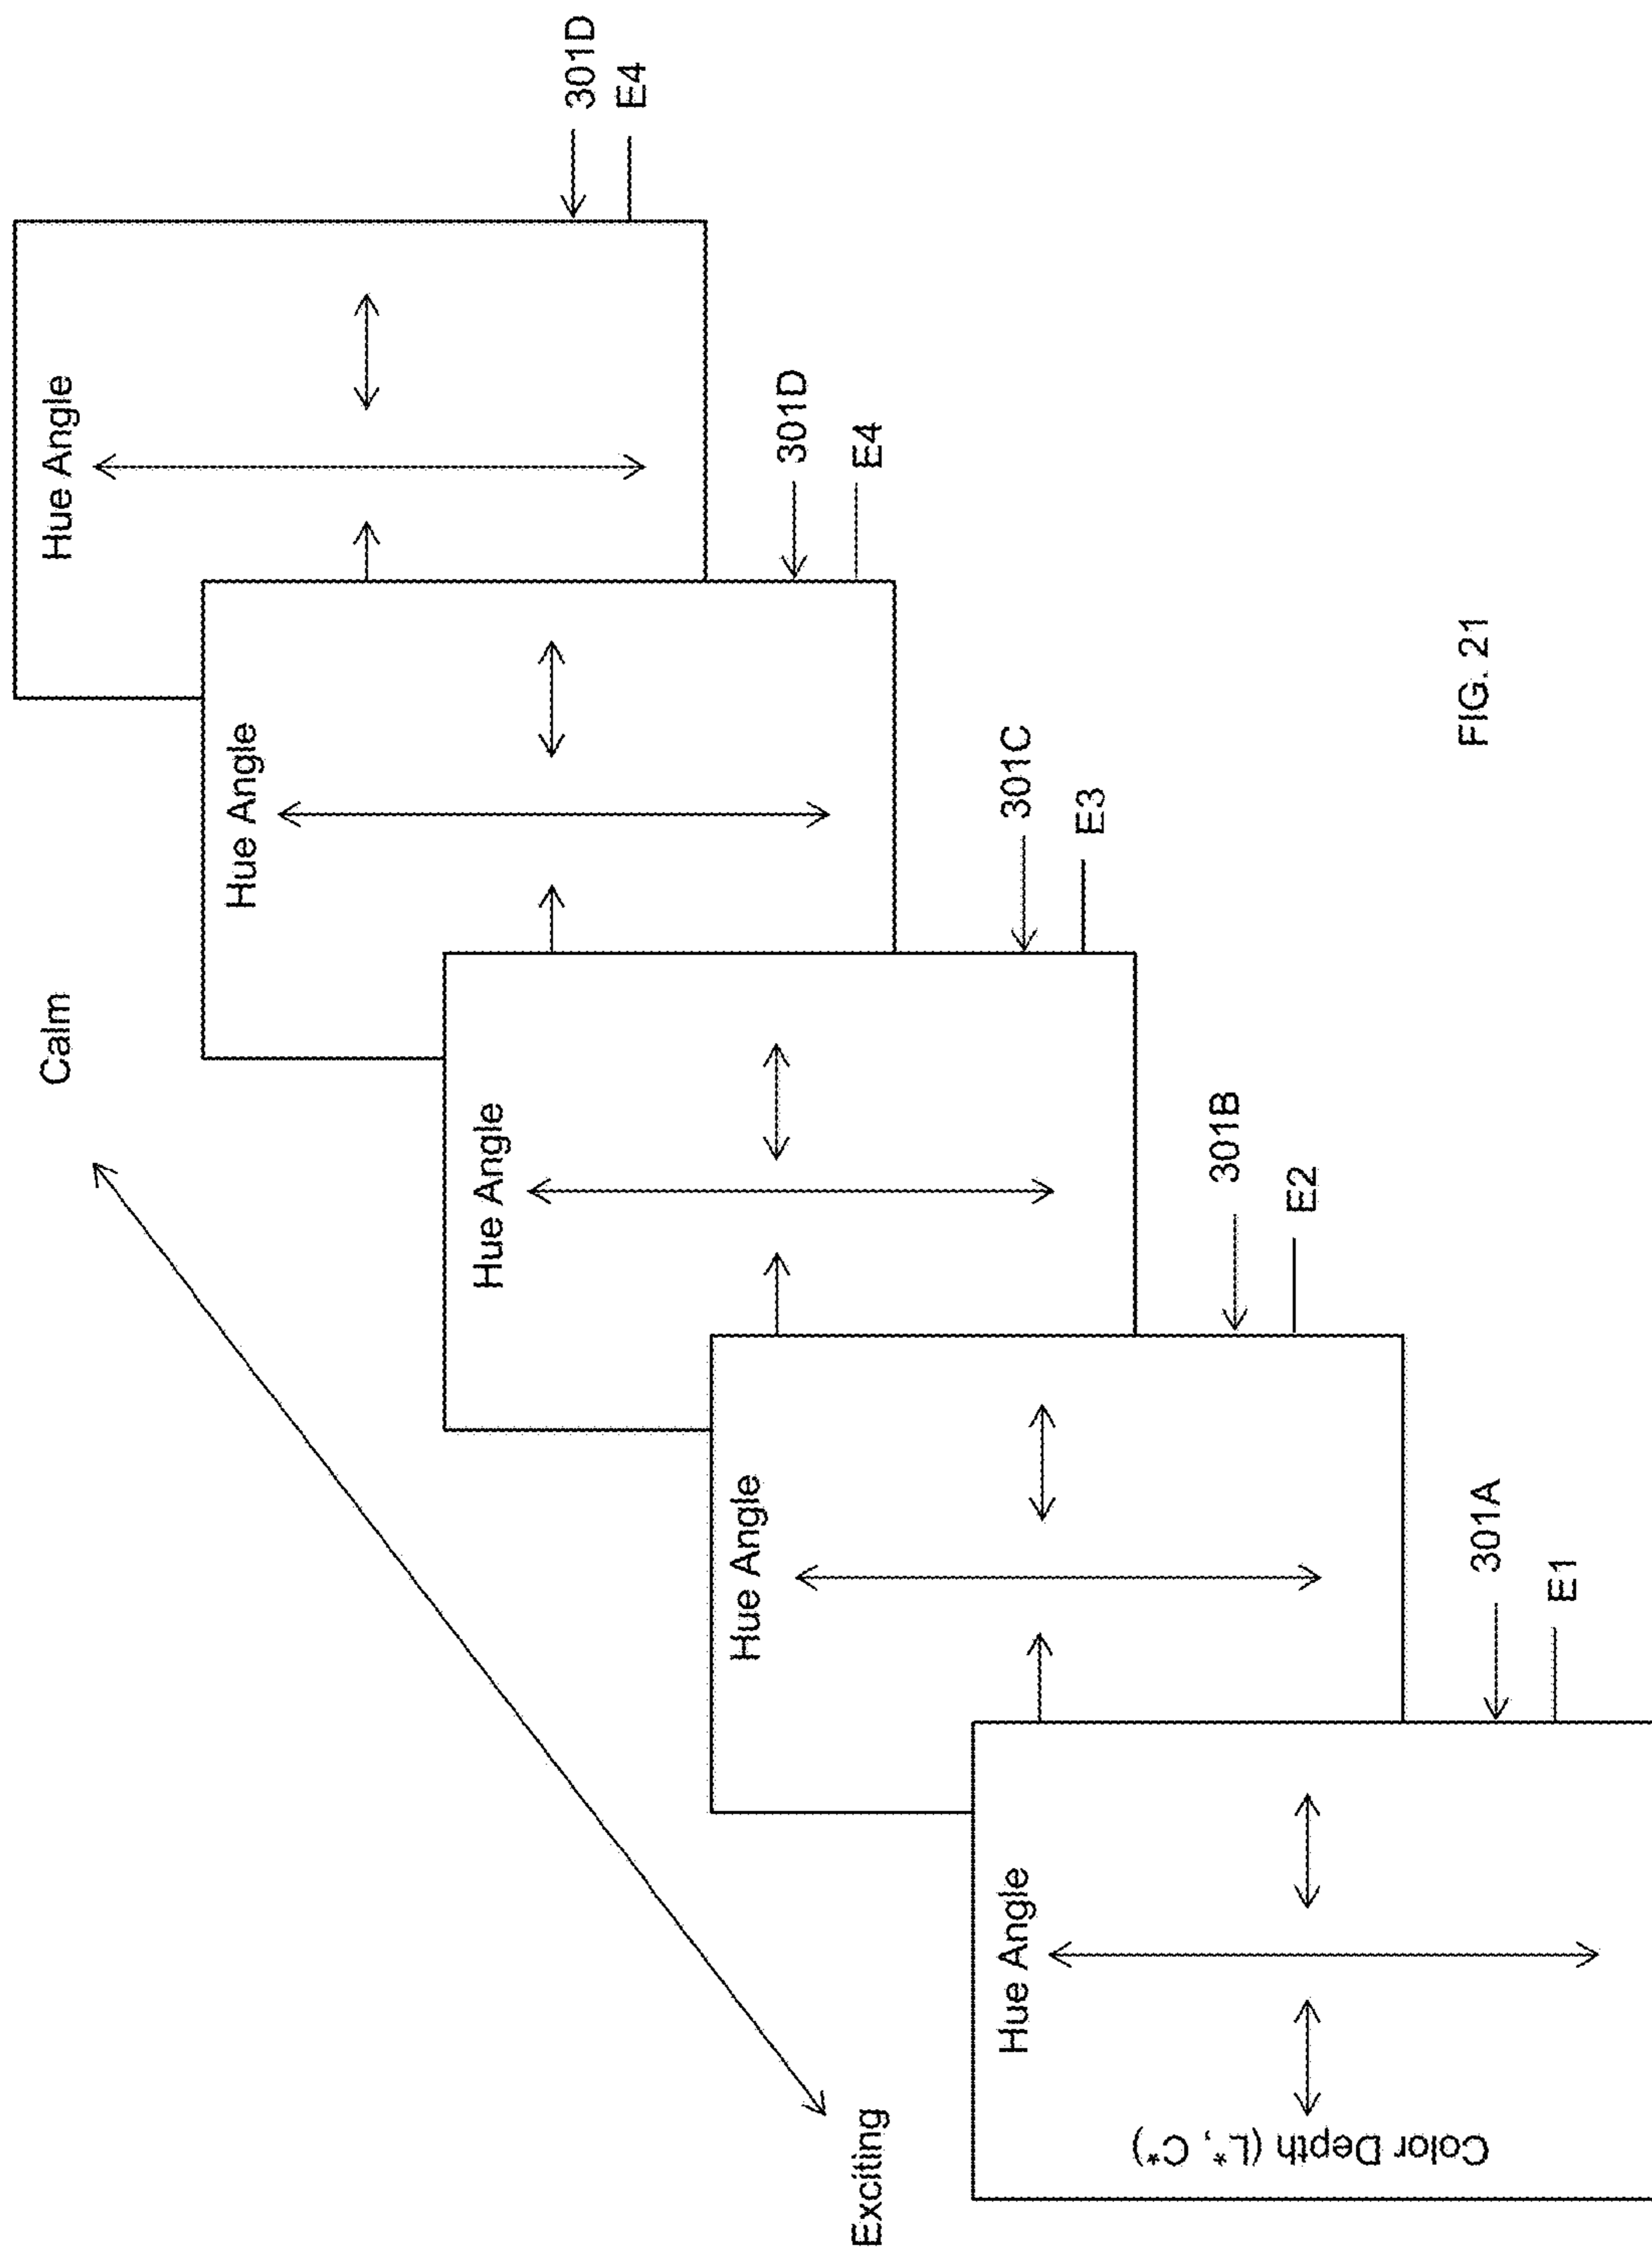 Calm
Hue Angle
Hue Angle
Hue Angle
301D
E4
Hue Angle
301D
Exciting
E4
Hue Angle
301C
E3
Color Depth (L*, C*)
301B
E2
FIG. 21
301A
E1